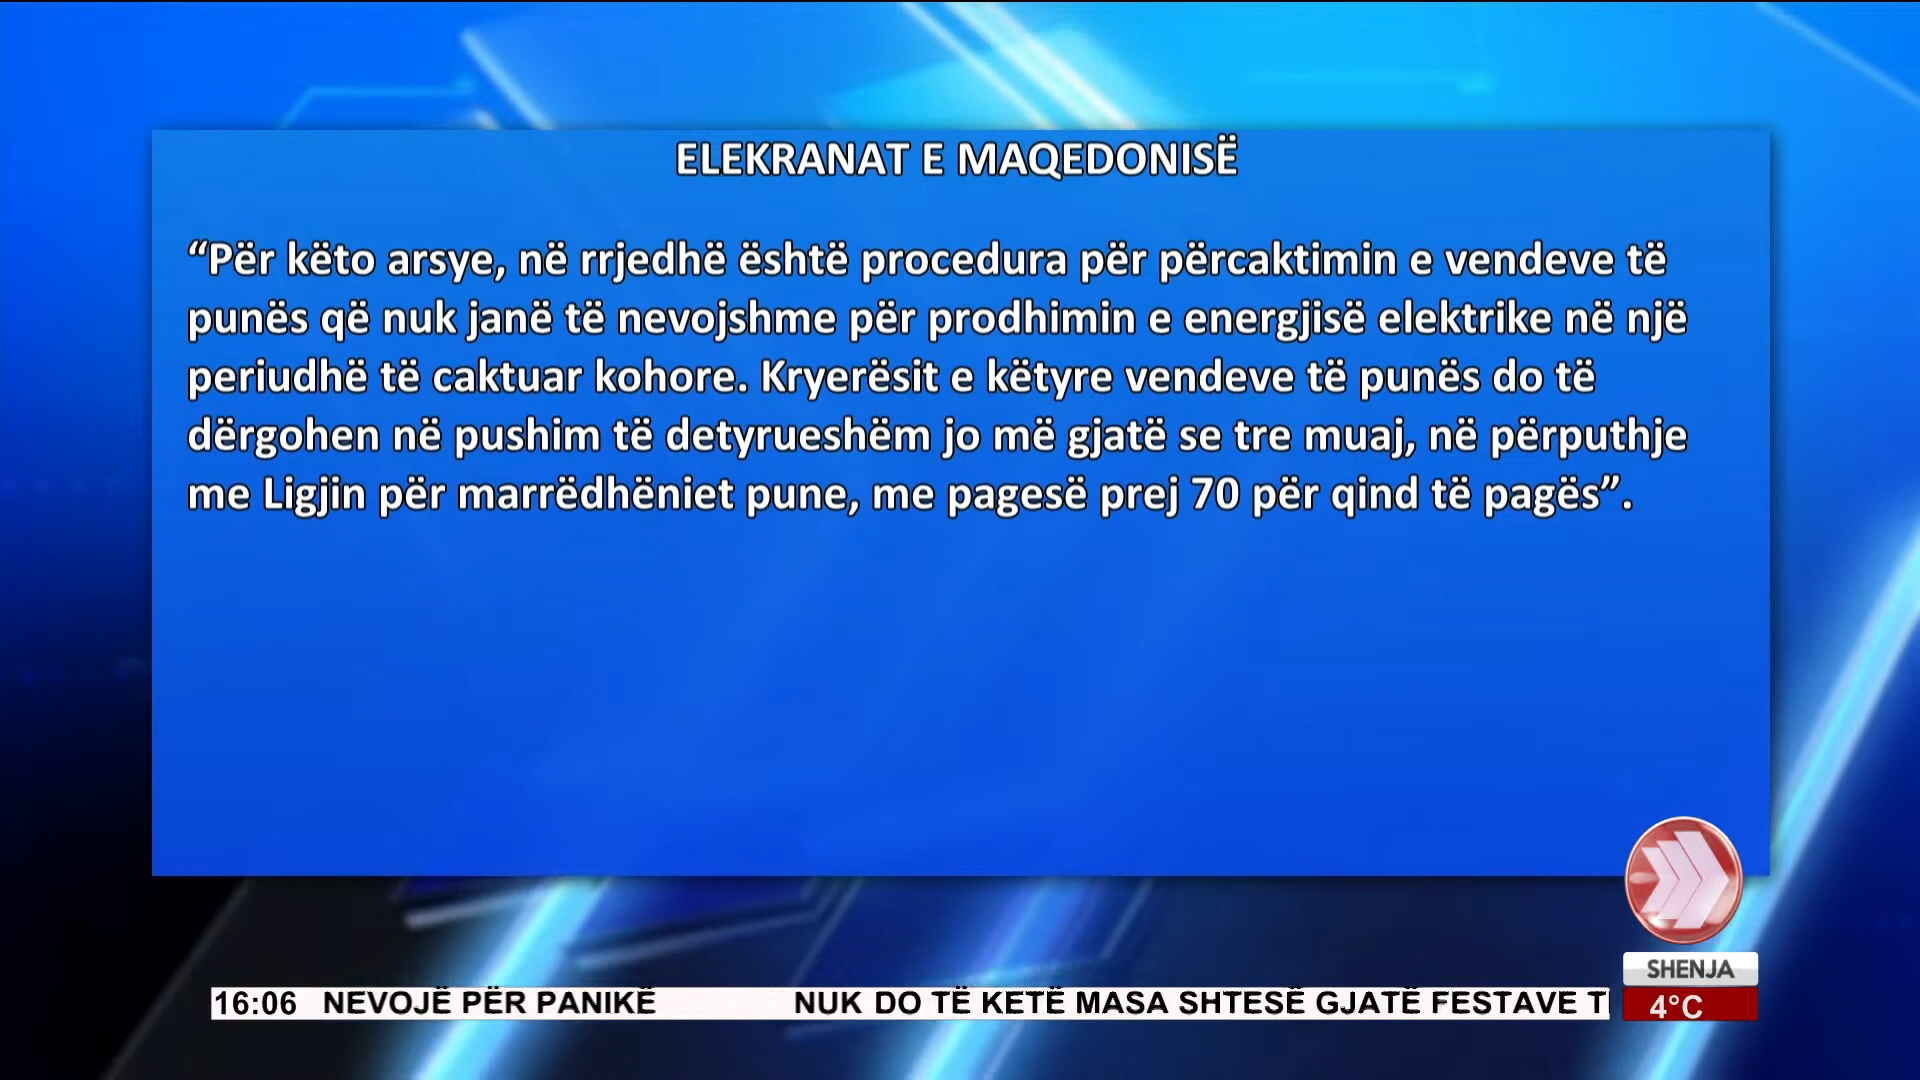 ELEKRANAT E MAQEDONISË
“Për këto arsye, në rrjedhë është procedura për përcaktimin e vendeve të
punës që nuk janë të nevojshme për prodhimin e energjisë elektrike në një
periudhë të caktuar kohore. Kryerësit e këtyre vendeve të punës do të
dërgohen në pushim të detyrueshëm jo më gjatë se tre muaj, në përputhje
me Ligjin për marrëdhëniet pune, me pagesë prej 70 për qind të pagës”.
SHENJA
16:06 NEVOJË PËR PANIKË NUK DO TË KETË MASA SHTESË GJATË FESTAVE
4°C